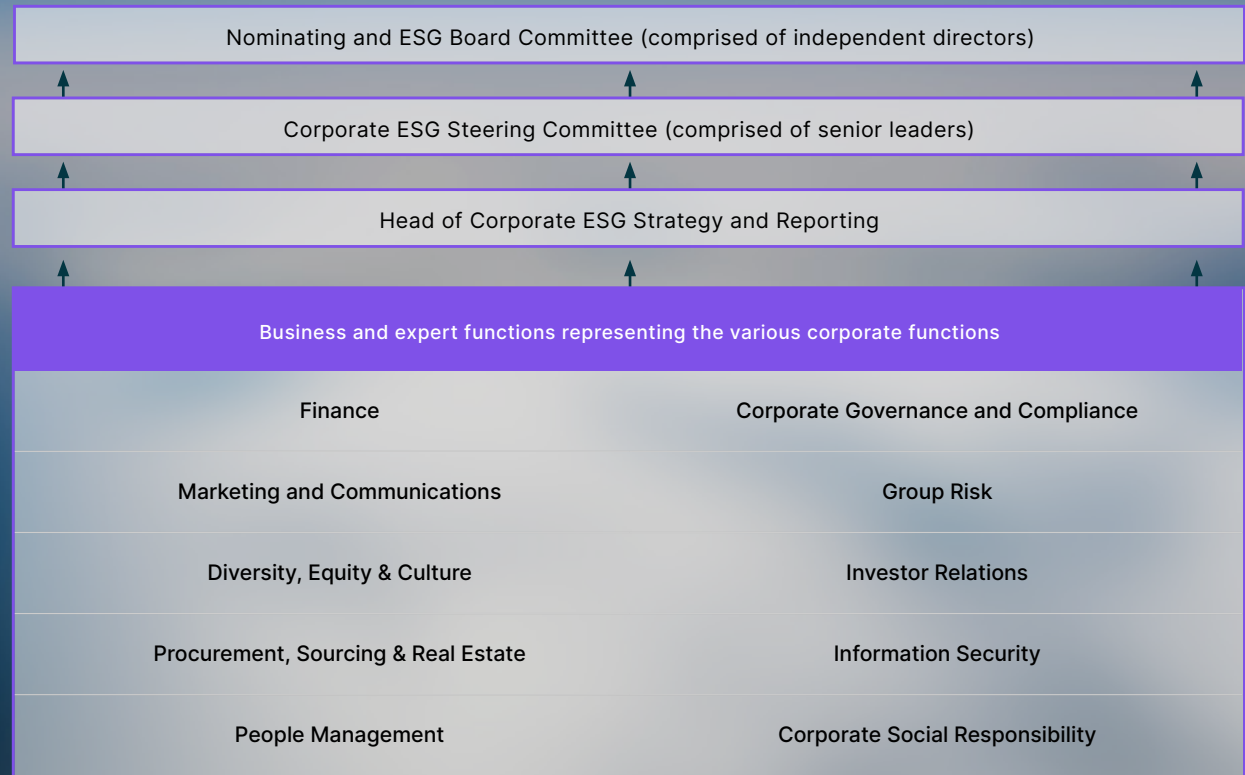 Nominating and ESG Board Committee (comprised of independent directors)
Corporate ESG Steering Committee (comprised of senior leaders)
Head of Corporate ESG Strategy and Reporting
Business and expert functions representing the various corporate functions
Finance
Corporate Governance and Compliance
Marketing and Communications
Group Risk
Diversity, Equity & Culture
Investor Relations
Procurement, Sourcing & Real Estate
Information Security
People Management
Corporate Social Responsibility